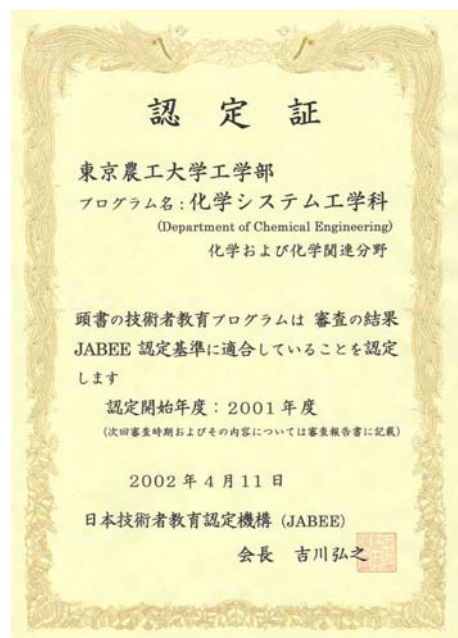 認定証
東京農工大学工学部
プログラム名：化学システム工学科
(Department of Chemical Engineering)
化学および化学関連分野
頭書の技術者教育プログラムは 審査の結果
JABEE 認定基準に適合していることを認定
します
認定開始年度：2001年度
(次回審査時期およびその内容については審査報告書に記載)
2002年4月11日
日本技術者教育認定機構 (JABEE)
会長 吉川弘之